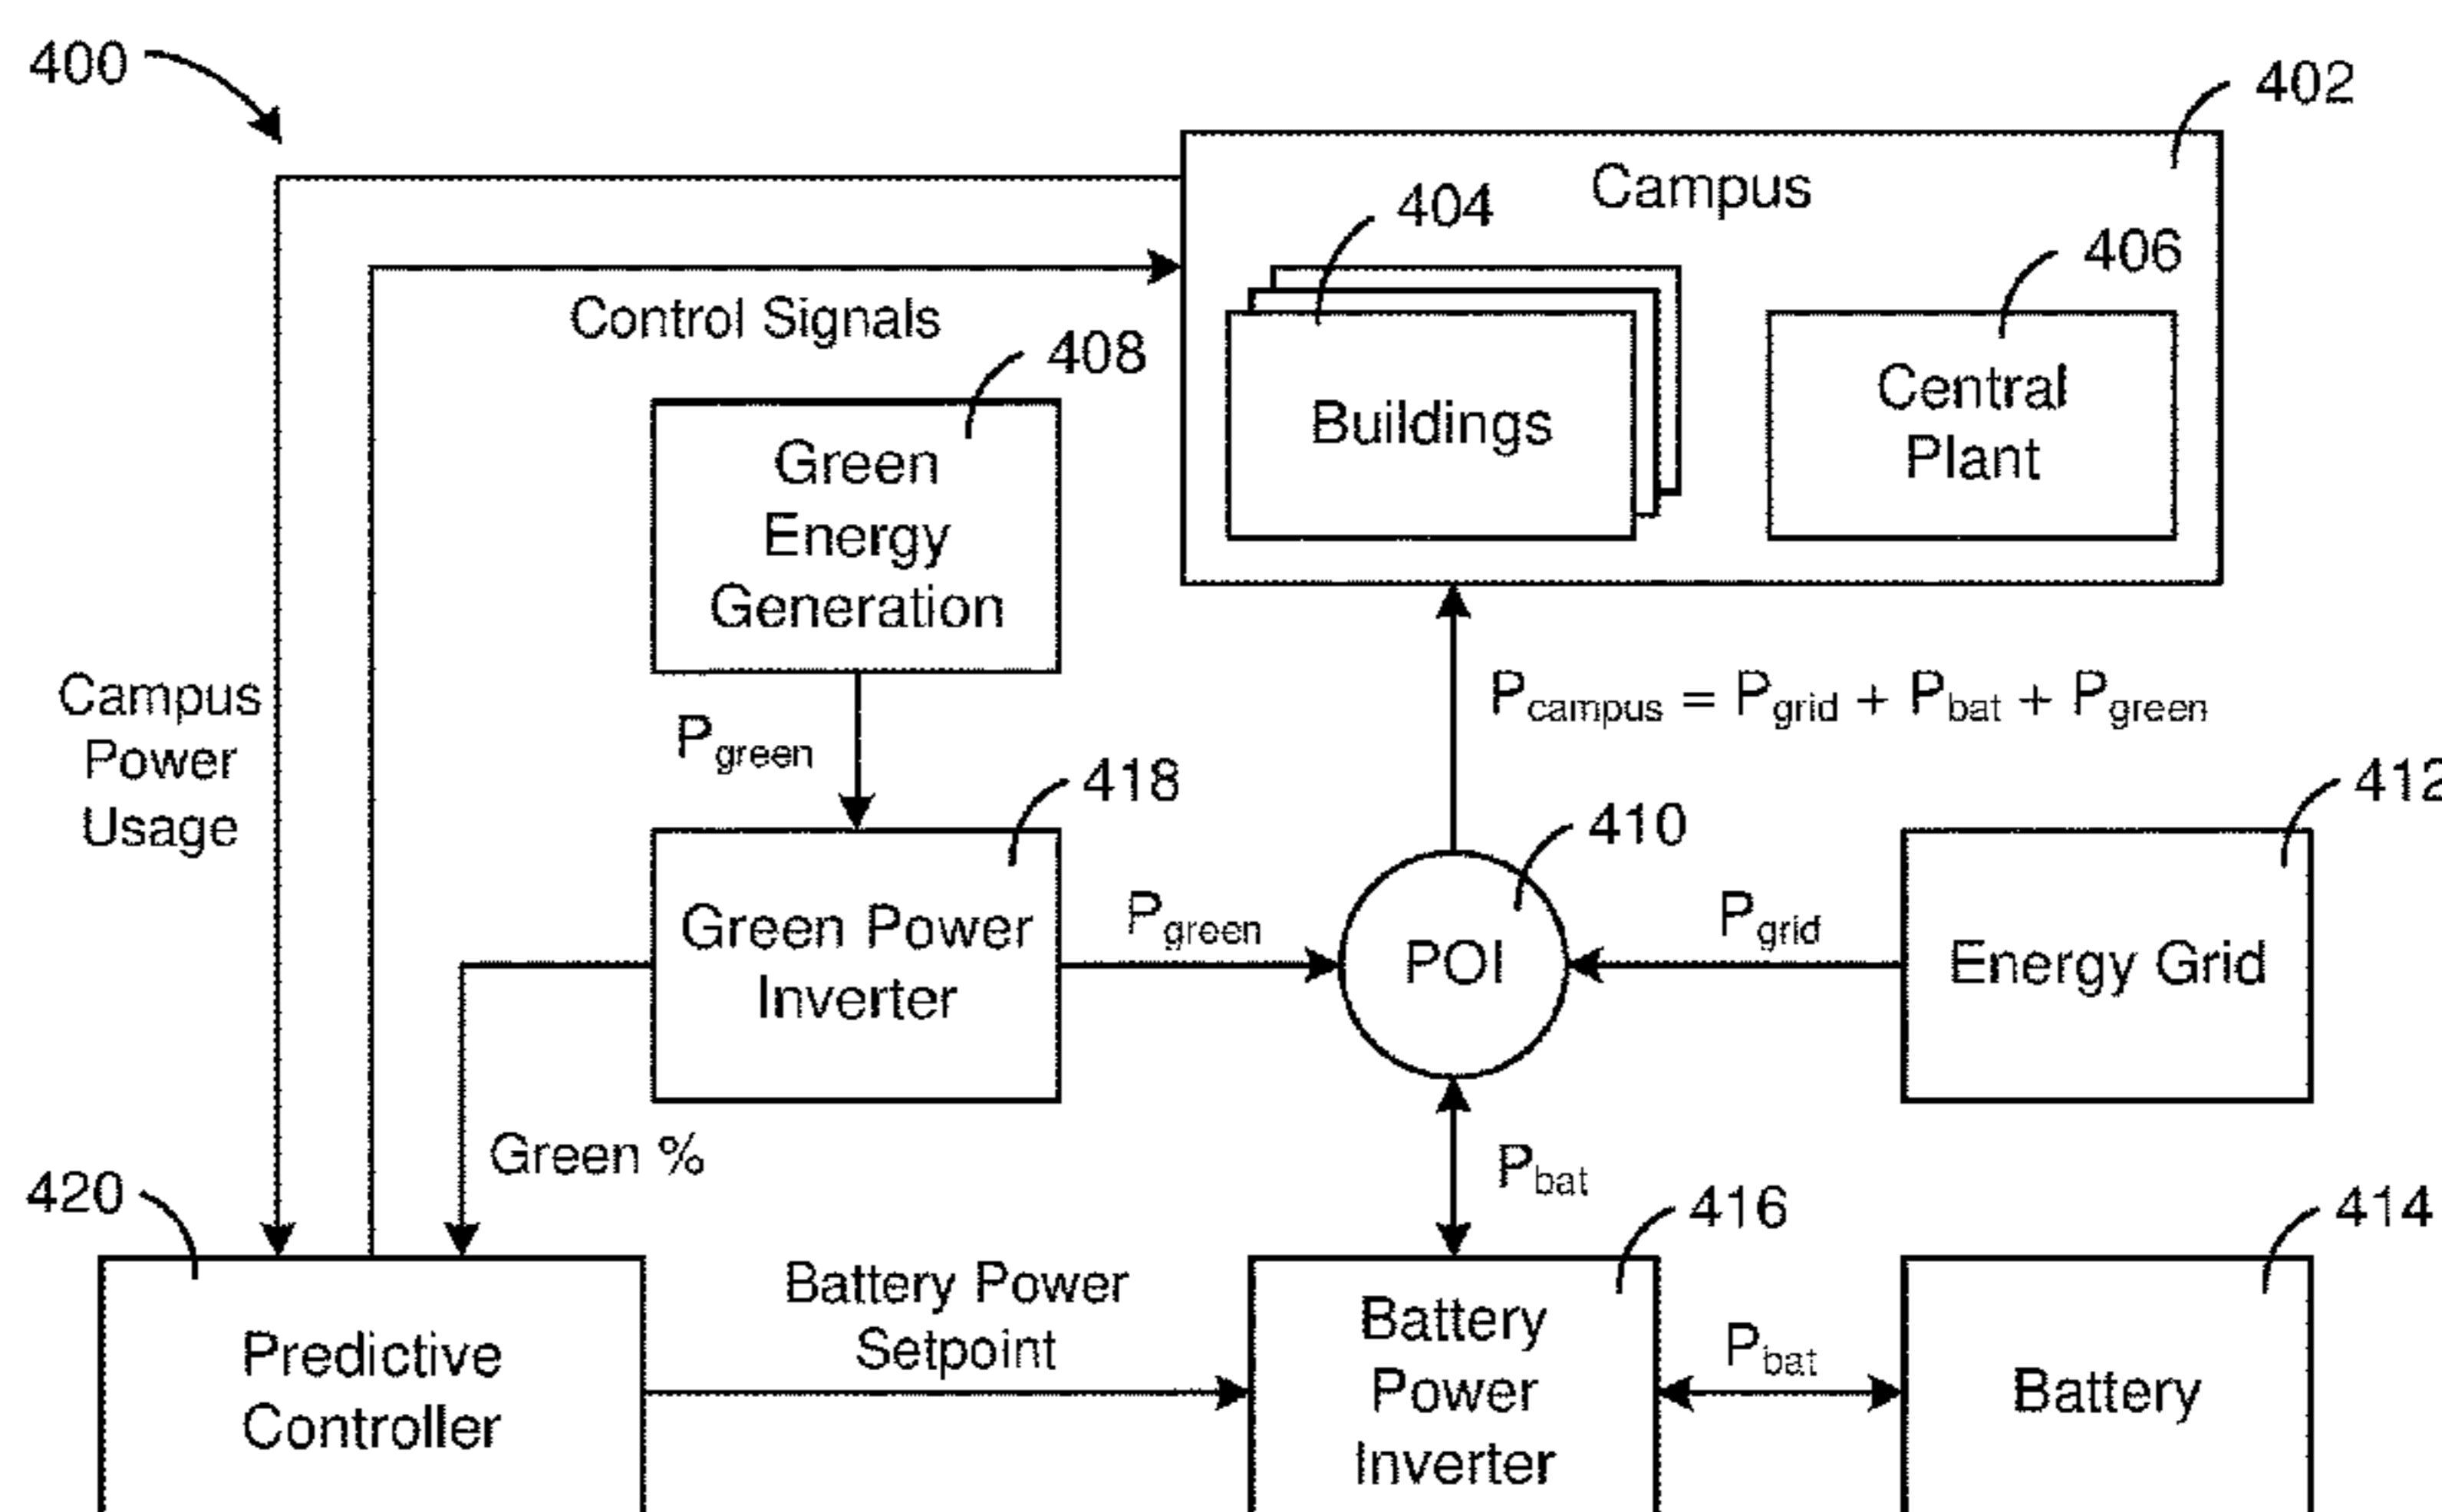 400
402
Campus
404
406
Control Signals
408
Buildings
Central
Plant
Green
Energy
Generation
Campus
Power
Usage
P_green
P_campus = P_grid + P_bat + P_green
418
410
412
Green Power
Inverter
P_green
POI
P_grid
Energy Grid
Green %
P_bat
420
416
414
Battery Power
Setpoint
Predictive
Controller
Battery
Power
Inverter
P_bat
Battery